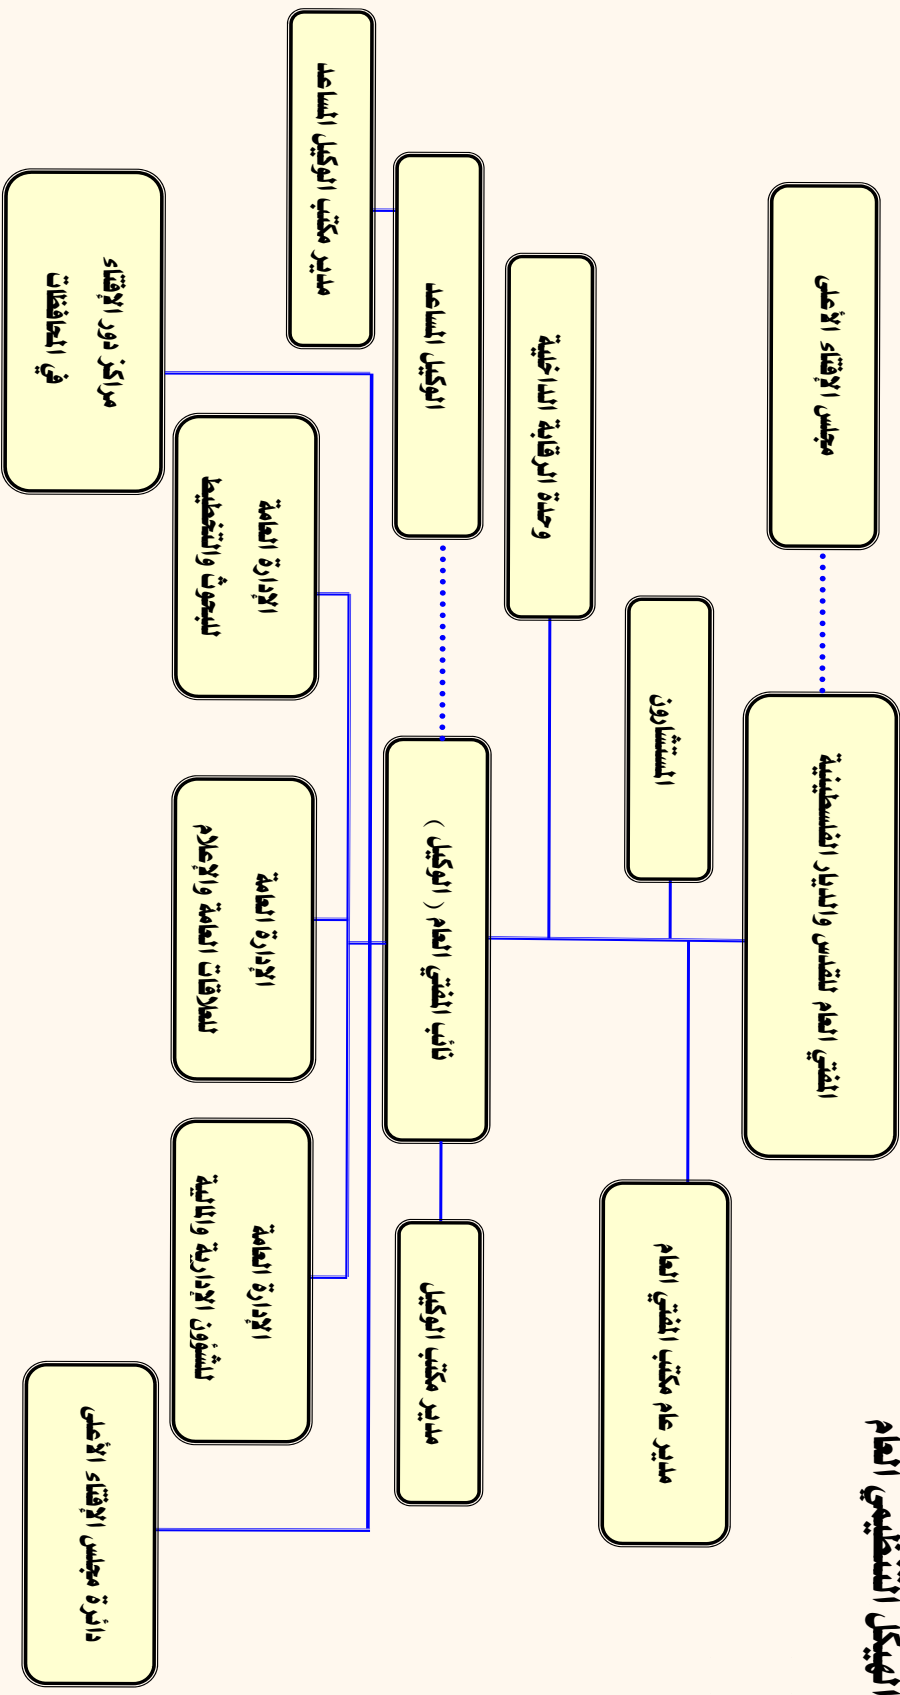 الهيكل التنظيمي العام
المفتي العام للقدس والديار الفلسطينية
مجلس الإفتاء الأعلى
مدير عام مكتب المفتي العام
المستشارون
وحدة الرقابة الداخلية
نائب المفتي العام ( الوكيل )
مدير مكتب الوكيل
الوكيل المساعد
مدير مكتب الوكيل المساعد
الإدارة العامة
للشؤون الإدارية والمالية
الإدارة العامة
للعلاقات العامة والإعلام
الإدارة العامة
للبحوث والتخطيط
دائرة مجلس الإفتاء الأعلى
مراكز دور الإفتاء
في المحافظات